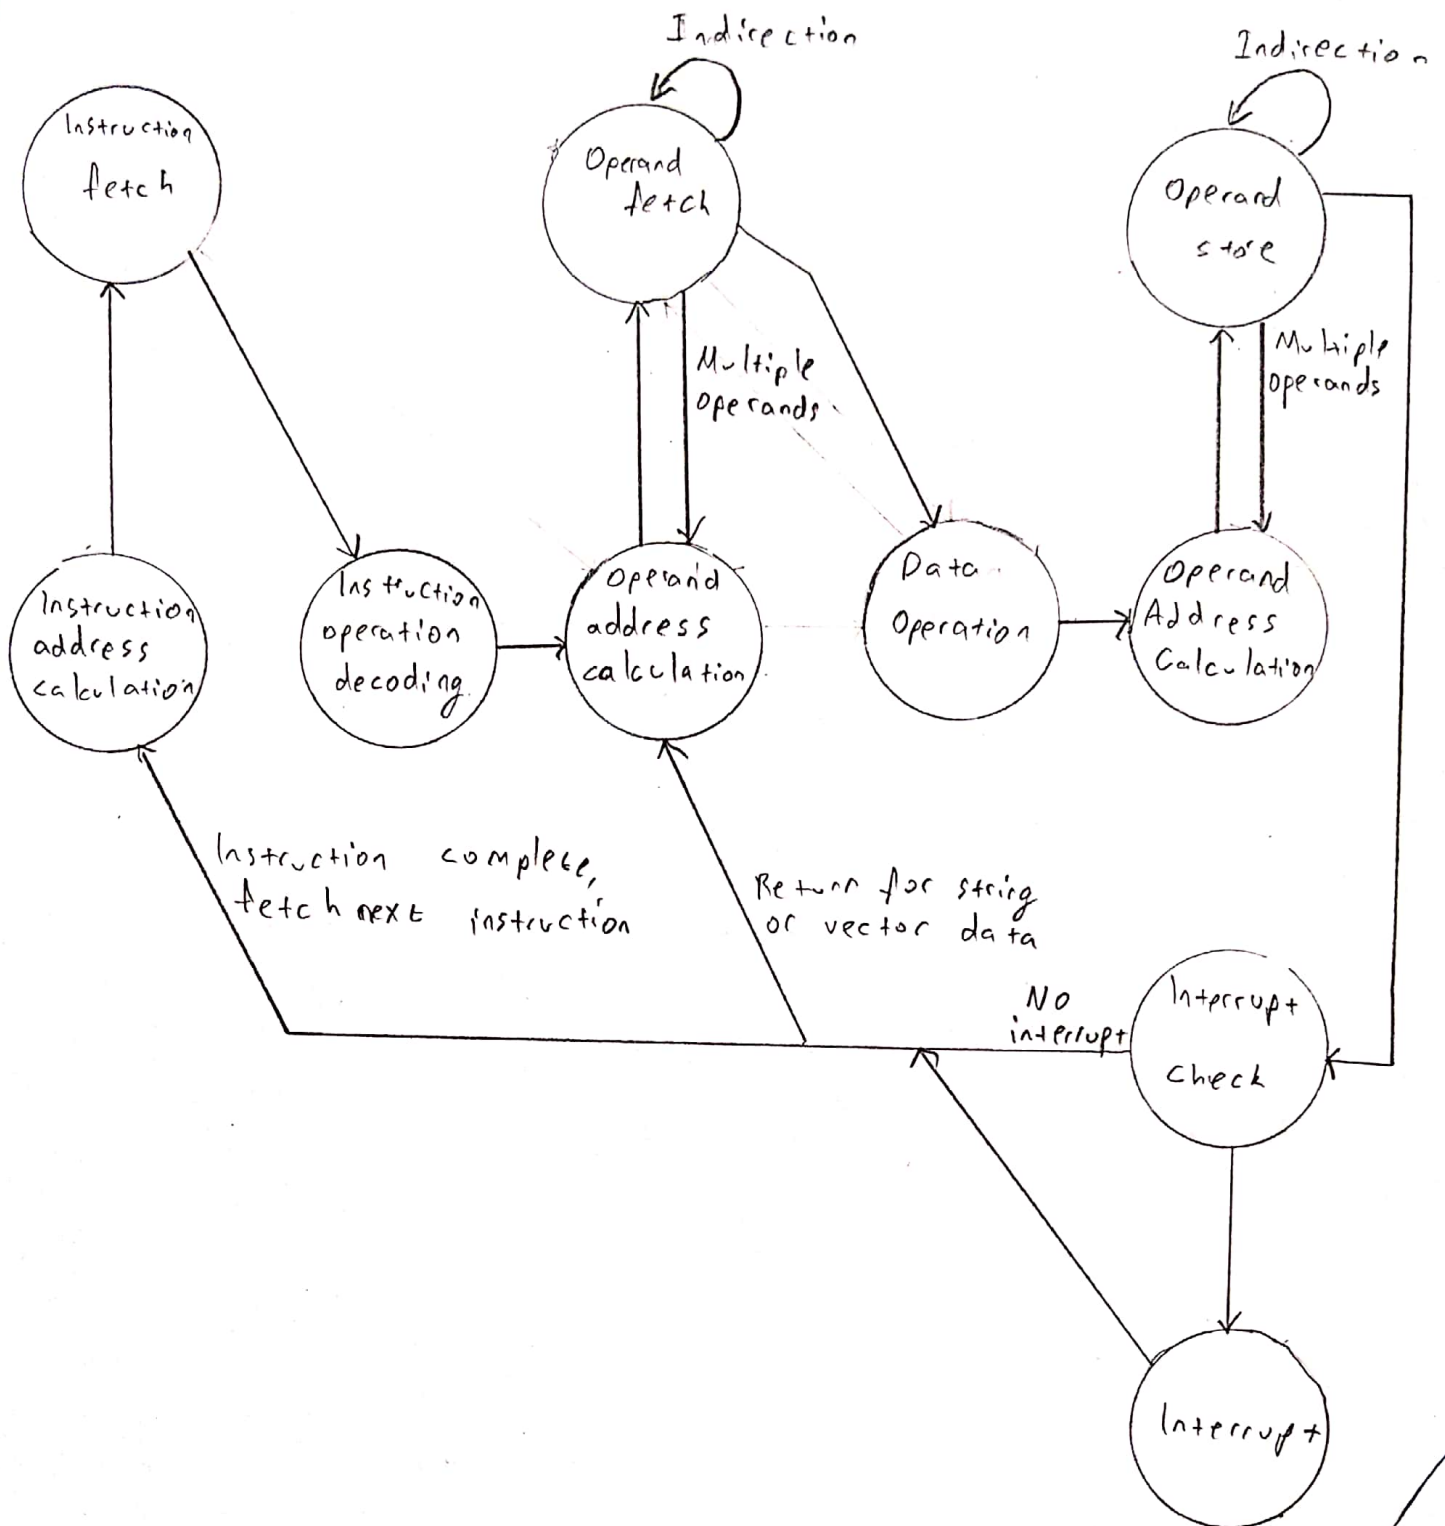 Indirection
Indirection
Instruction
fetch
Operand
fetch
Operand
store
Multiple
operands
Multiple
operands
Instruction
address
calculation
Instruction
operation
decoding
Operand
address
calculation
Data
Operation
Operand
Address
Calculation
Instruction complete,
fetch next instruction
Return for string
or vector data
No
interrupt
Interrupt
Check
Interrupt